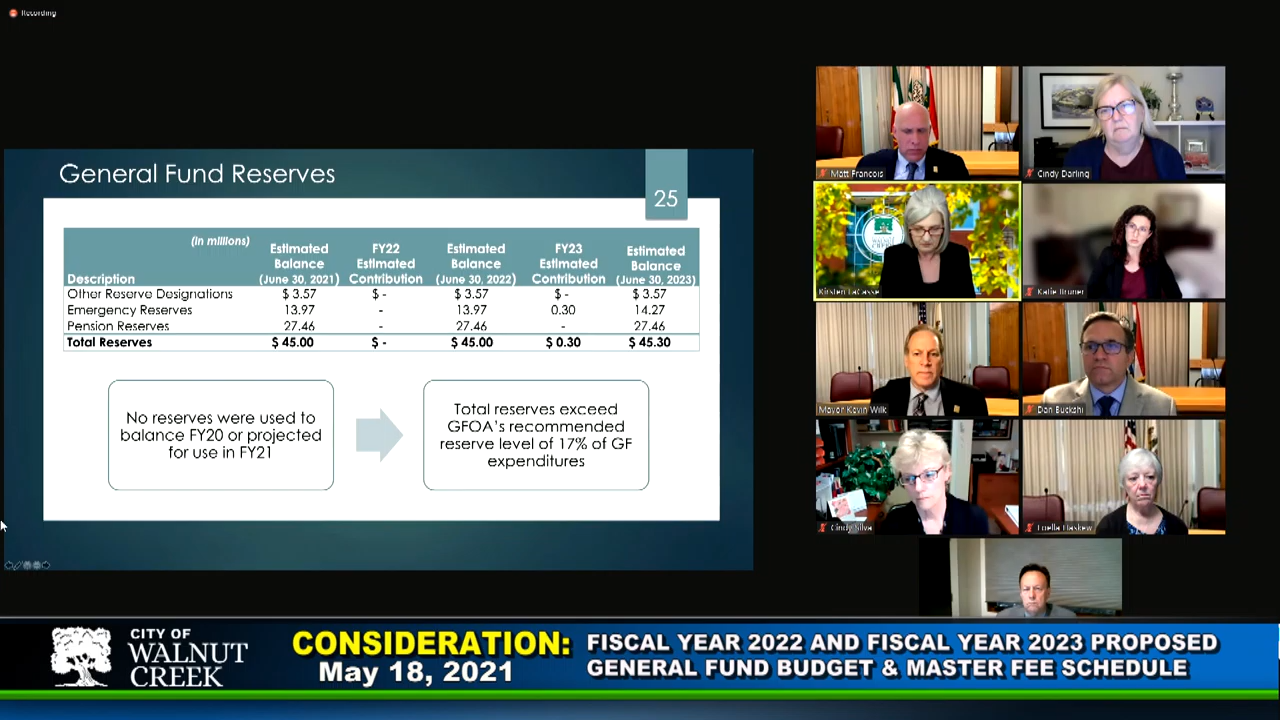 Recording
General Fund Reserves
25
(in millions)
Description
Estimated
Balance
(June 30, 2021)
FY22
Estimated
Contribution
Estimated
Balance
(June 30, 2022)
FY23
Estimated
Contribution
Estimated
Balance
(June 30, 2023)
Other Reserve Designations $ 3.57 $ - $ 3.57 $ - $ 3.57
Emergency Reserves 13.97 - 13.97 0.30 14.27
Pension Reserves 27.46 - 27.46 - 27.46
Total Reserves $ 45.00 $ - $ 45.00 $ 0.30 $ 45.30
No reserves were used to
balance FY20 or projected
for use in FY21
Total reserves exceed
GFOA's recommended
reserve level of 17% of GF
expenditures
Matt Francois
Cindy Darling
WALNUT
CREEK
Kirsten LaCasse
Katie Bruner
Mayor Kevin Wilk
Dan Buckshi
Cindy Silva
Loella Haskew
CITY OF
WALNUT
CREEK
CONSIDERATION:
May 18, 2021
FISCAL YEAR 2022 AND FISCAL YEAR 2023 PROPOSED
GENERAL FUND BUDGET & MASTER FEE SCHEDULE